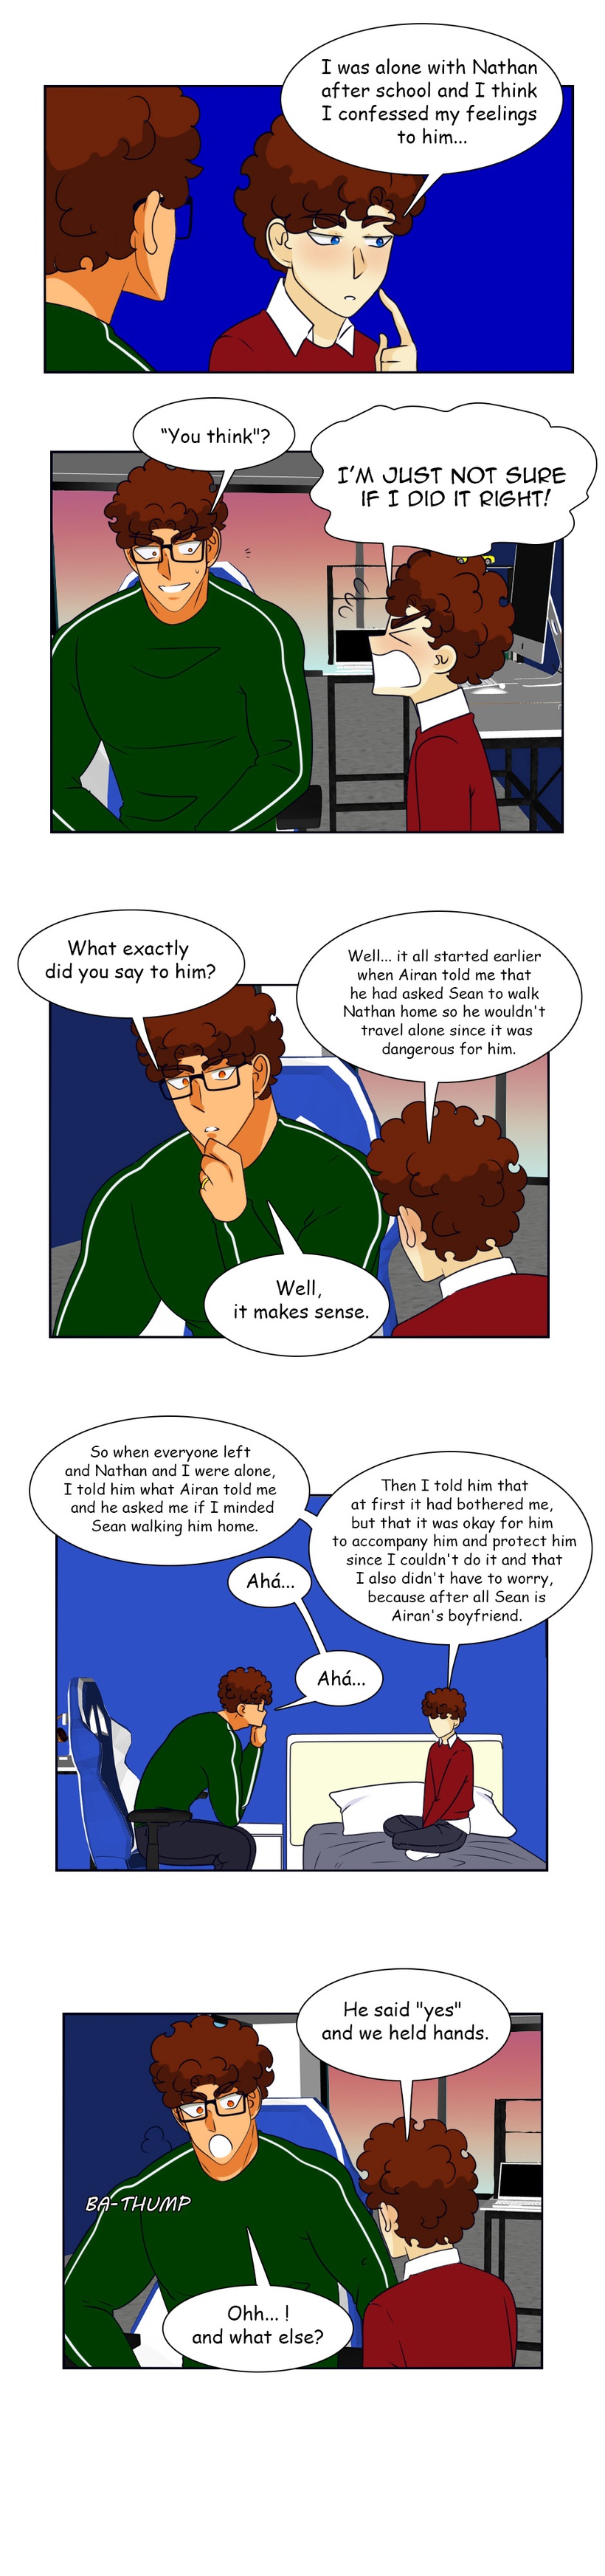 I was alone with Nathan
after school and I think
I confessed my feelings
to him...
"You think"?
I'M JUST NOT SURE
IF I DID IT RIGHT!
What exactly
did you say to him?
Well... it all started earlier
when Airan told me that
he had asked Sean to walk
Nathan home so he wouldn't
travel alone since it was
dangerous for him.
Well,
it makes sense.
So when everyone left
and Nathan and I were alone,
I told him what Airan told me
and he asked me if I minded
Sean walking him home.
Then I told him that
at first it had bothered me,
but that it was okay for him
to accompany him and protect him
since I couldn't do it and that
I also didn't have to worry,
because after all Sean is
Airan's boyfriend.
Ahá...
Ahá...
He said "yes"
and we held hands.
BA-THUMP
Ohh... !
and what else?